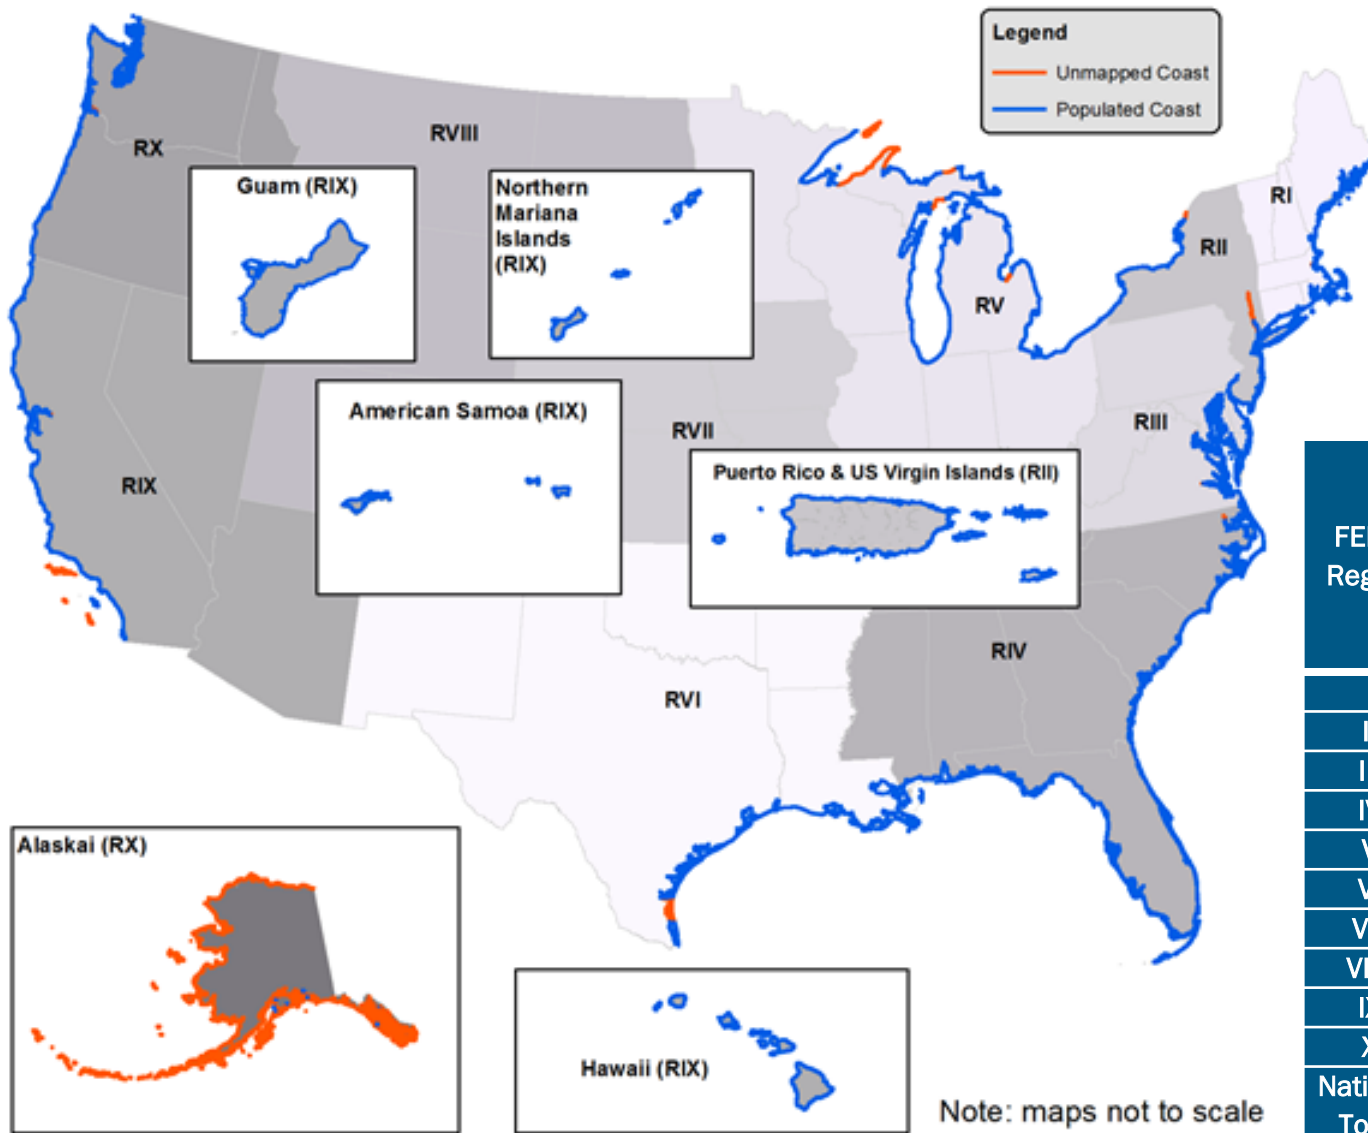 Legend
Unmapped Coast
Populated Coast
RX
RVIII
RI
RII
Guam (RIX)
Northern
Mariana
Islands
(RIX)
RV
American Samoa (RIX)
RVII
RIII
RIX
Puerto Rico & US Virgin Islands (RII)
RIV
RVI
Alaskai (RX)
Hawaii (RIX)
Note: maps not to scale